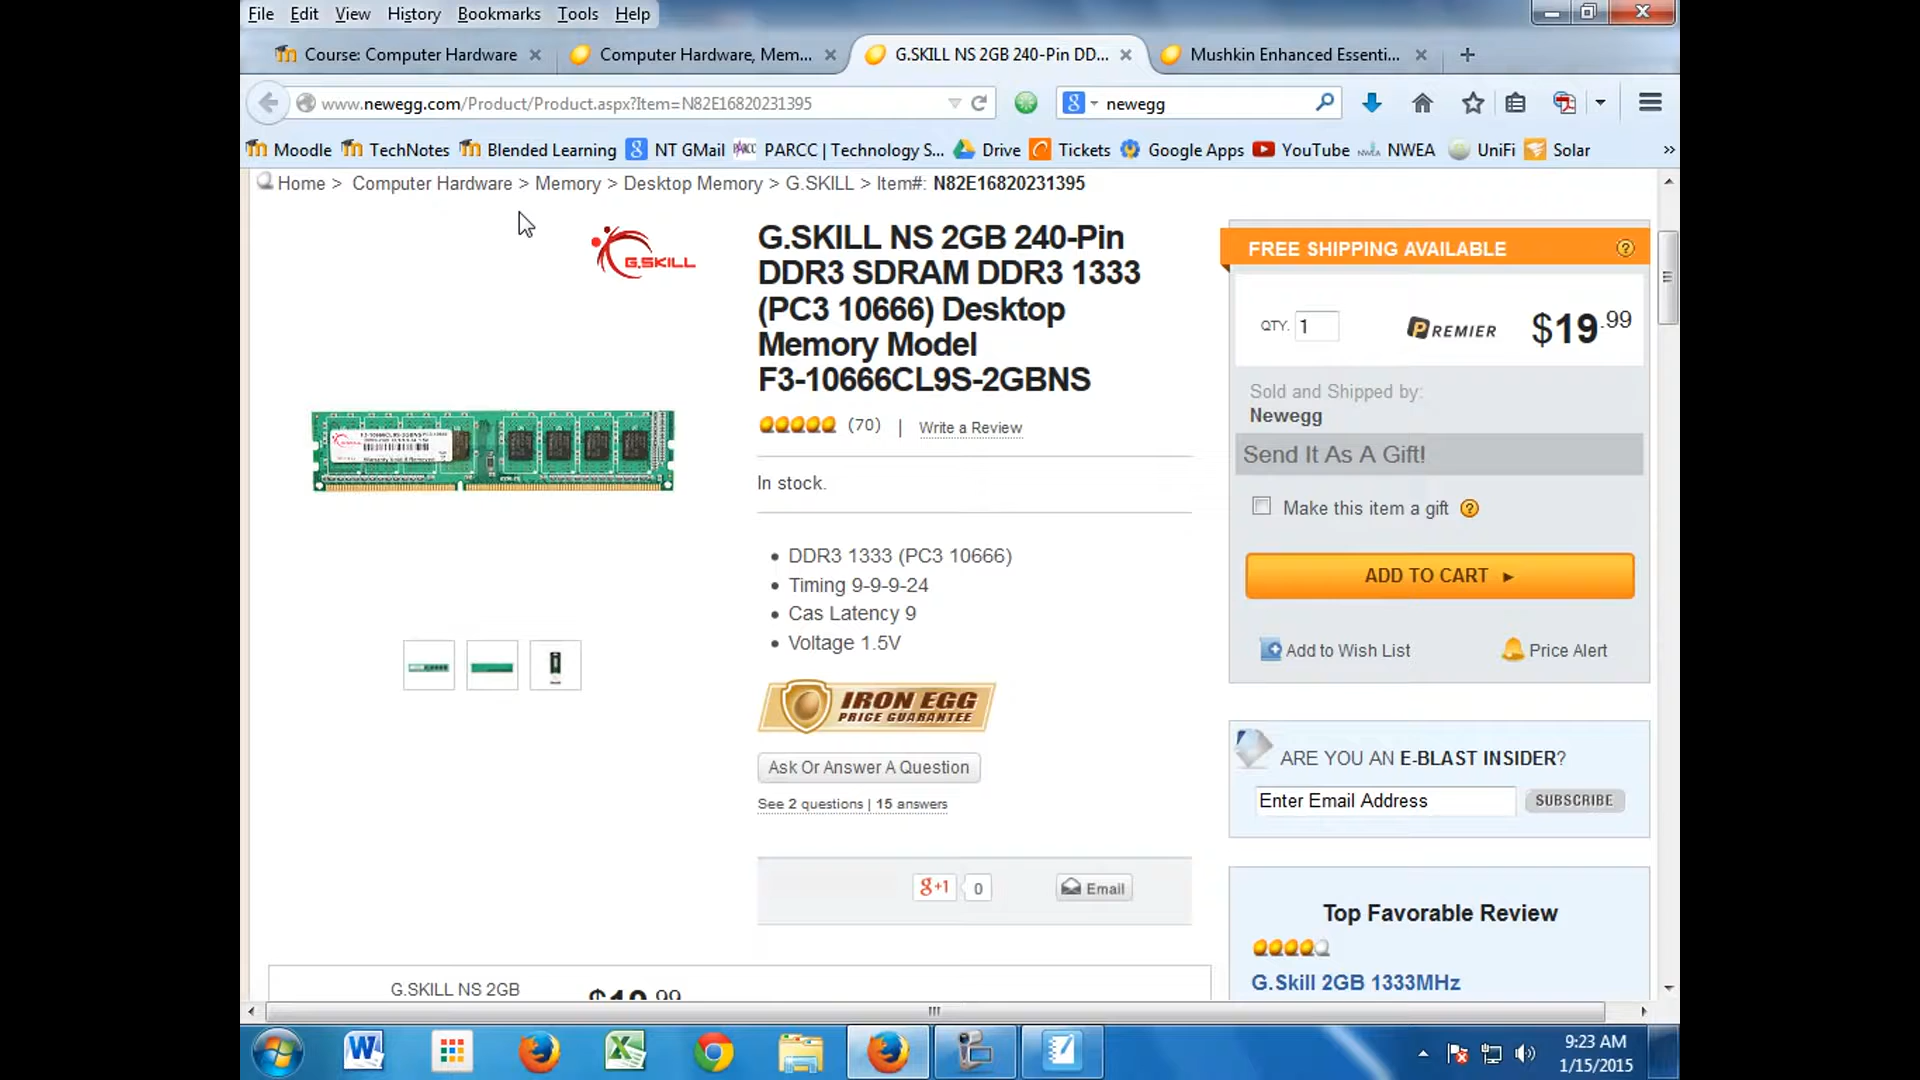 File Edit View History Bookmarks Tools Help
Course: Computer Hardware
Computer Hardware, Mem...
G.SKILL NS 2GB 240-Pin DD...
Mushkin Enhanced Essenti...
www.newegg.com/Product/Product.aspx?Item=N82E16820231395
newegg
Moodle TechNotes Blended Learning NT GMail PARCC | Technology S... Drive Tickets Google Apps YouTube NWEA UniFi Solar »
Home > Computer Hardware > Memory > Desktop Memory > G.SKILL > Item#: N82E16820231395
G.SKILL
G.SKILL NS 2GB 240-Pin
DDR3 SDRAM DDR3 1333
(PC3 10666) Desktop
Memory Model
F3-10666CL9S-2GBNS
(70) | Write a Review
In stock.
• DDR3 1333 (PC3 10666)
• Timing 9-9-9-24
• Cas Latency 9
• Voltage 1.5V
IRON EGG
PRICE GUARANTEE
Ask Or Answer A Question
See 2 questions | 15 answers
g+1 0
Email
G.SKILL NS 2GB
$19.99
FREE SHIPPING AVAILABLE ?
QTY. 1
PREMIER
$19.99
Sold and Shipped by:
Newegg
Send It As A Gift!
Make this item a gift ?
ADD TO CART ►
Add to Wish List
Price Alert
ARE YOU AN E-BLAST INSIDER?
Enter Email Address
SUBSCRIBE
Top Favorable Review
G.Skill 2GB 1333MHz
9:23 AM
1/15/2015